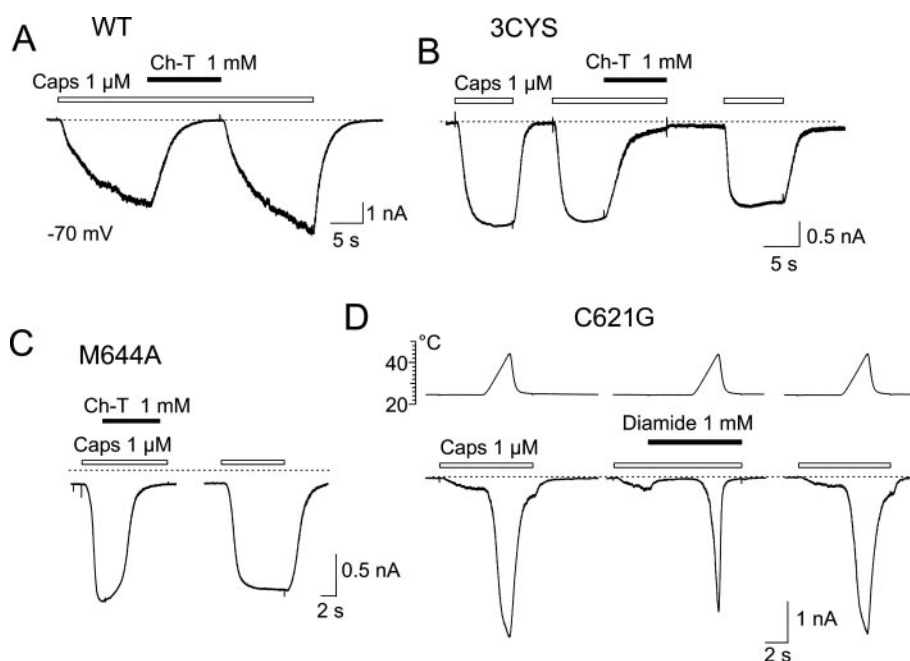 A
WT
Ch-T 1 mM
Caps 1 µM
-70 mV
1 nA
5 s
B
3CYS
Ch-T 1 mM
Caps 1 µM
0.5 nA
5 s
C
M644A
Ch-T 1 mM
Caps 1 µM
0.5 nA
2 s
D
C621G
°C
40
20
Diamide 1 mM
Caps 1 µM
1 nA
2 s